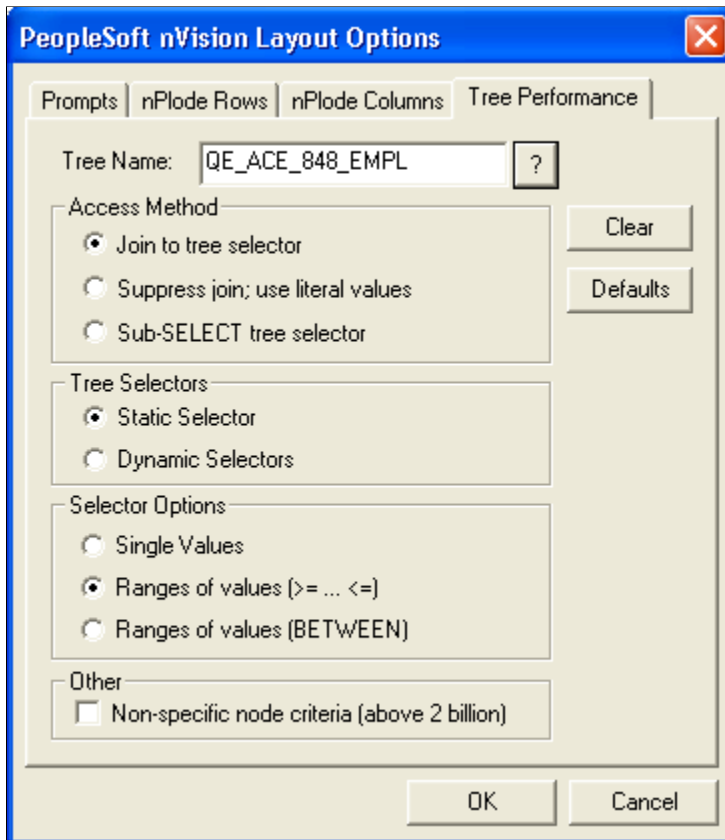 PeopleSoft nVision Layout Options
Prompts nPlode Rows nPlode Columns Tree Performance
Tree Name: QE_ACE_848_EMPL ?
Access Method
Join to tree selector
Suppress join; use literal values
Sub-SELECT tree selector
Clear
Defaults
Tree Selectors
Static Selector
Dynamic Selectors
Selector Options
Single Values
Ranges of values (>= ... <=)
Ranges of values (BETWEEN)
Other
Non-specific node criteria (above 2 billion)
OK Cancel